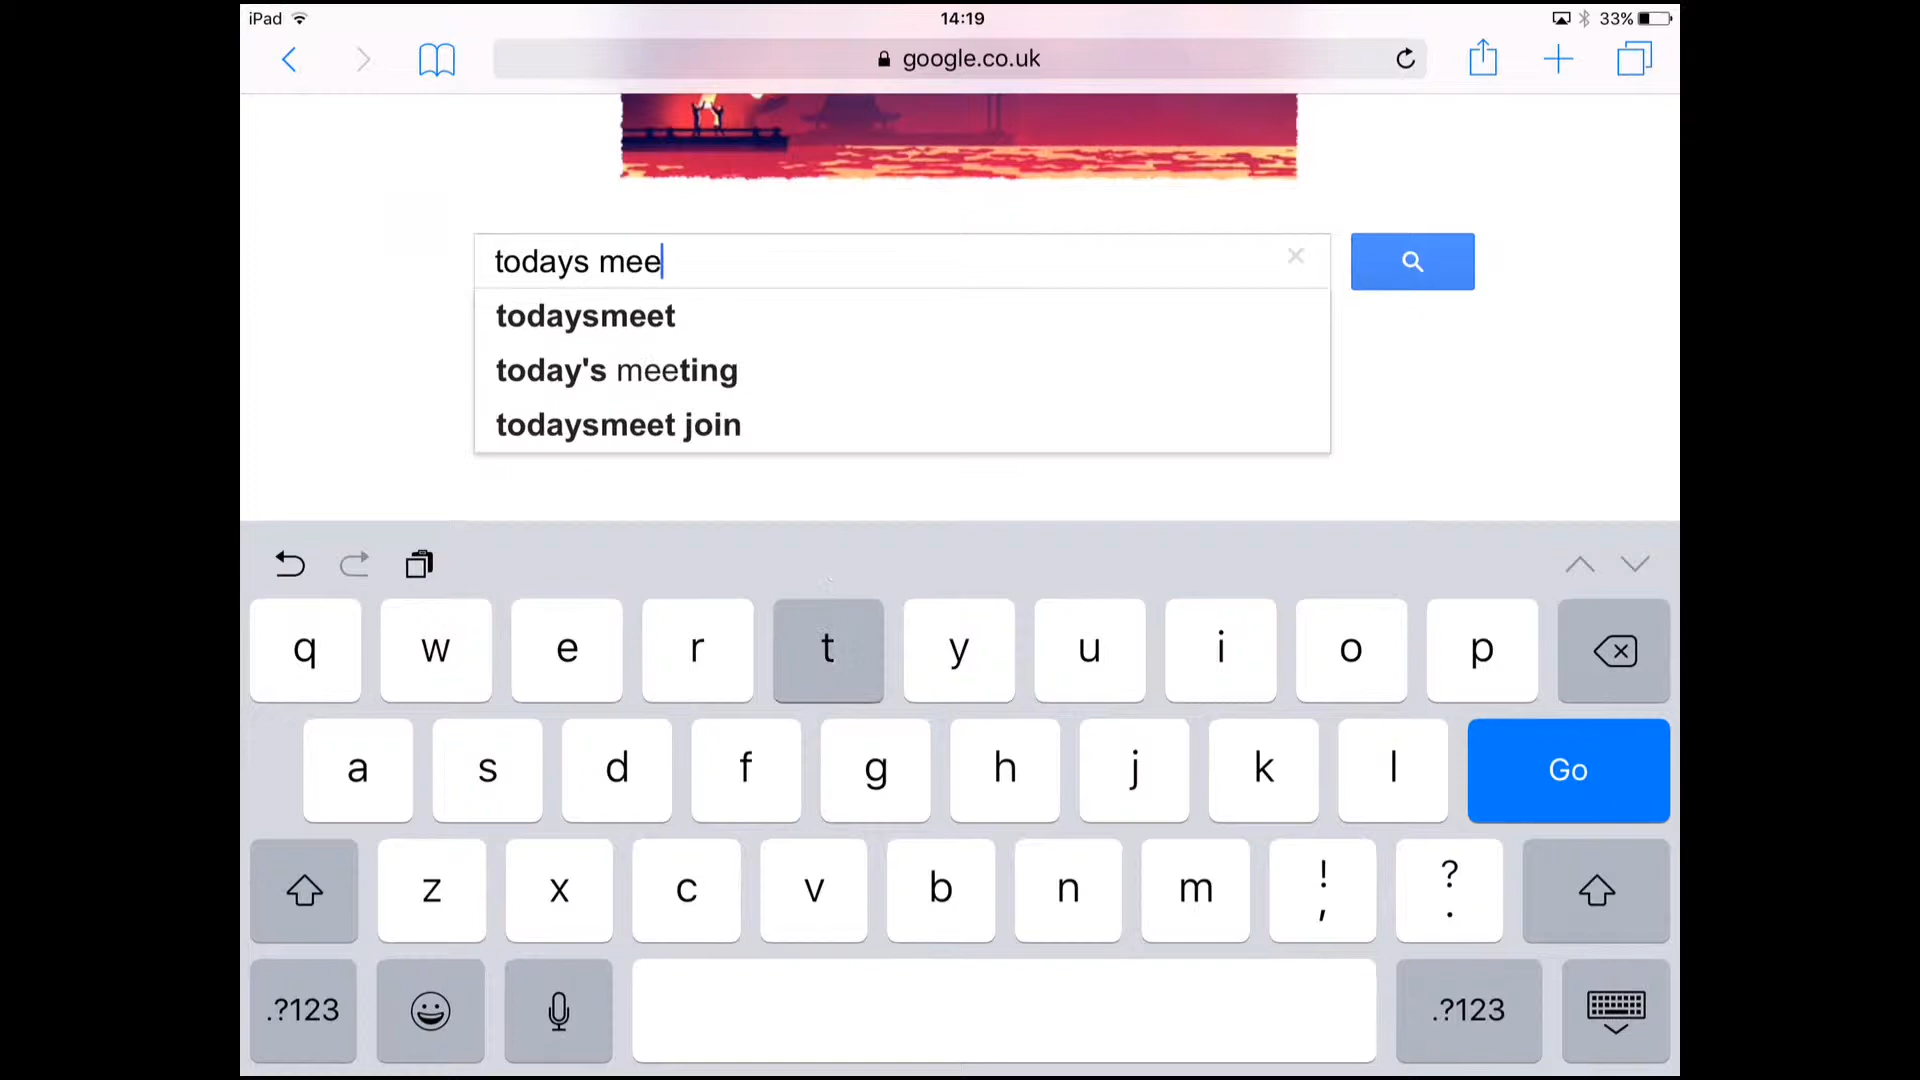 iPad 14:19 33%
google.co.uk
todays mee
todaysmeet
today's meeting
todaysmeet join
q w e r t y u i o p
a s d f g h j k l Go
z x c v b n m ! , ? .
.?123 .?123